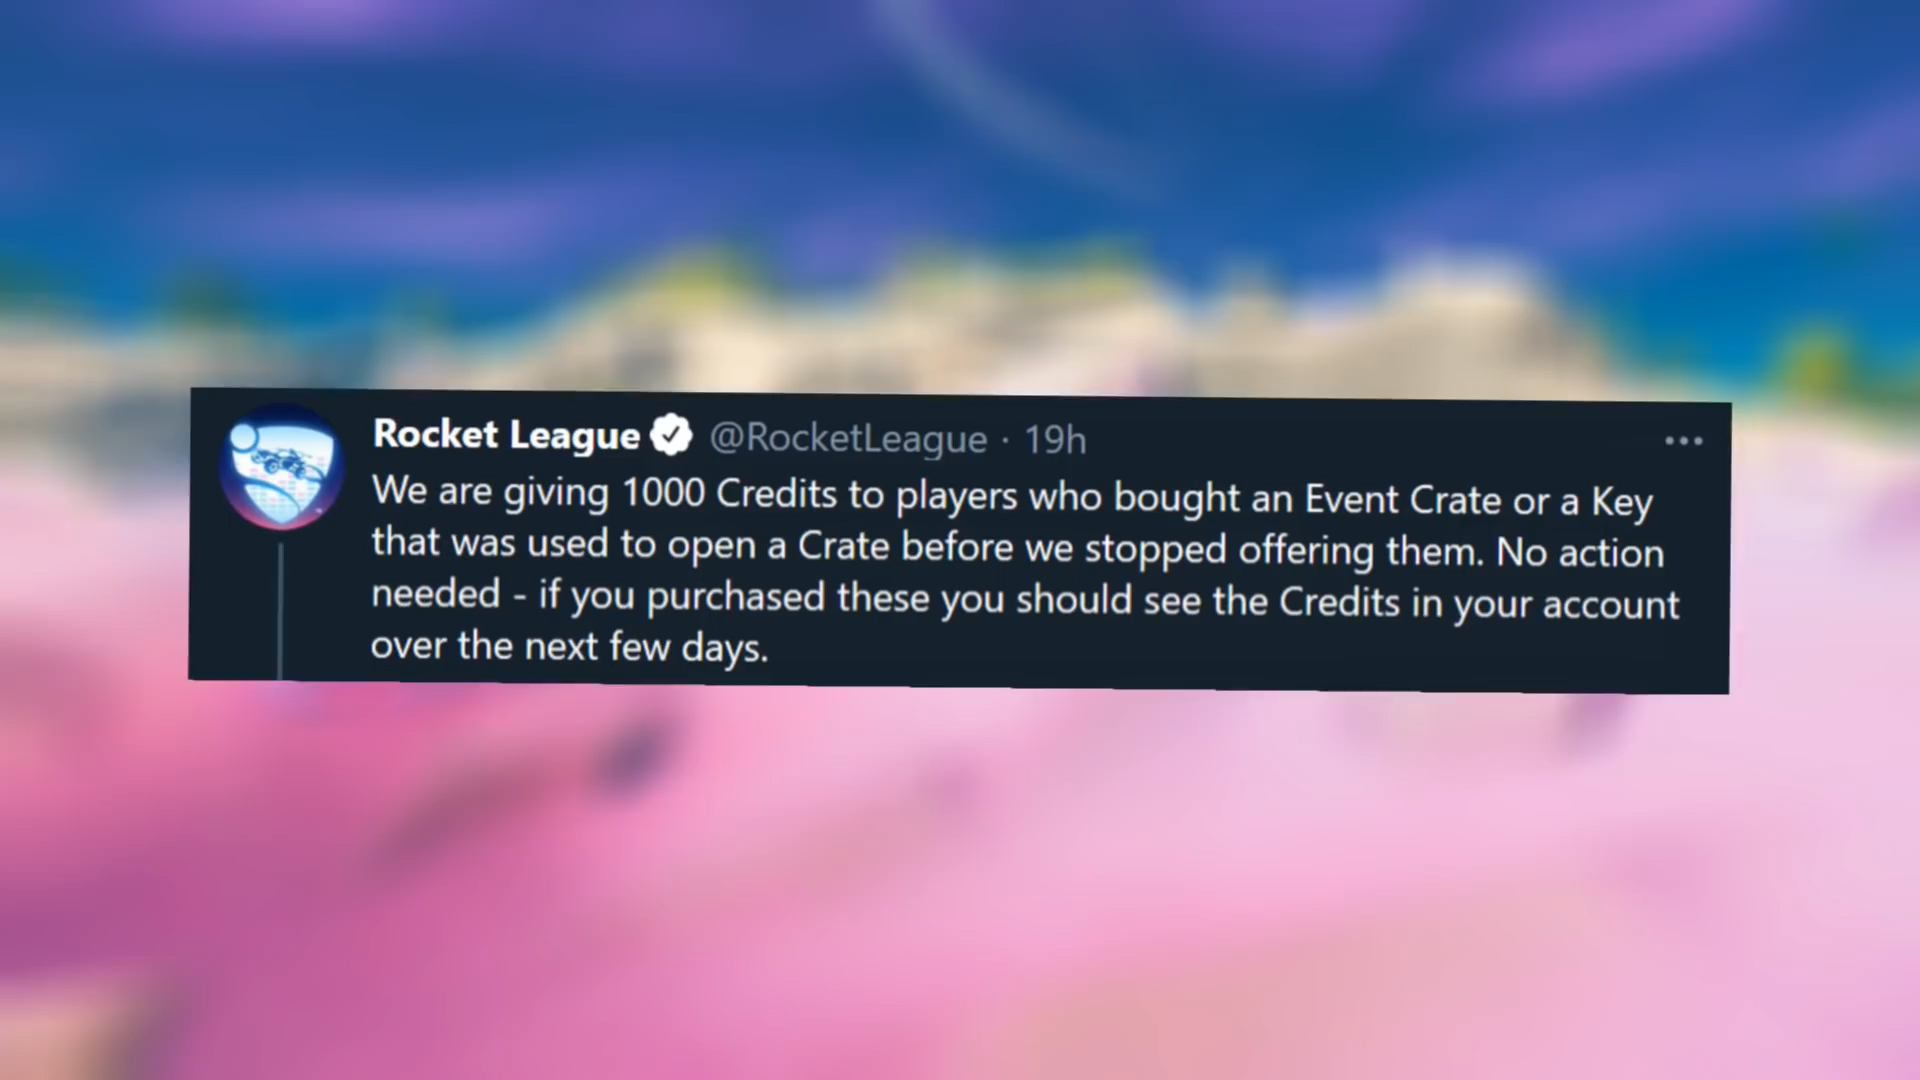 Rocket League @RocketLeague · 19h
We are giving 1000 Credits to players who bought an Event Crate or a Key
that was used to open a Crate before we stopped offering them. No action
needed - if you purchased these you should see the Credits in your account
over the next few days.